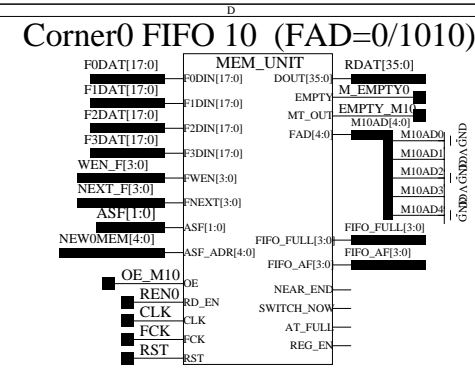 D
Corner0 FIFO 10 (FAD=0/1010)
MEM_UNIT
F0DAT[17:0]
F0DIN[17:0]
DOUT[35:0]
RDAT[35:0]
F1DAT[17:0]
F1DIN[17:0]
EMPTY
M_EMPTY0
F2DAT[17:0]
F2DIN[17:0]
MT_OUT
EMPTY_M10
F3DAT[17:0]
F3DIN[17:0]
FAD[4:0]
M10AD[4:0]
M10AD0
M10AD1
M10AD2
M10AD3
M10AD4
GND
GND
WEN_F[3:0]
FWEN[3:0]
NEXT_F[3:0]
FNEXT[3:0]
ASF[1:0]
ASF[1:0]
FIFO_FULL[3:0]
FIFO_FULL[3:0]
NEW0MEM[4:0]
ASF_ADR[4:0]
FIFO_AF[3:0]
FIFO_AF[3:0]
OE_M10
OE
NEAR_END
REN0
RD_EN
SWITCH_NOW
CLK
CLK
AT_FULL
FCK
FCK
REG_EN
RST
RST